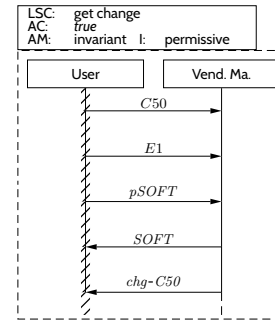 LSC: get change
AC: true
AM: invariant I: permissive
User Vend. Ma.
C50
E1
pSOFT
SOFT
chg-C50